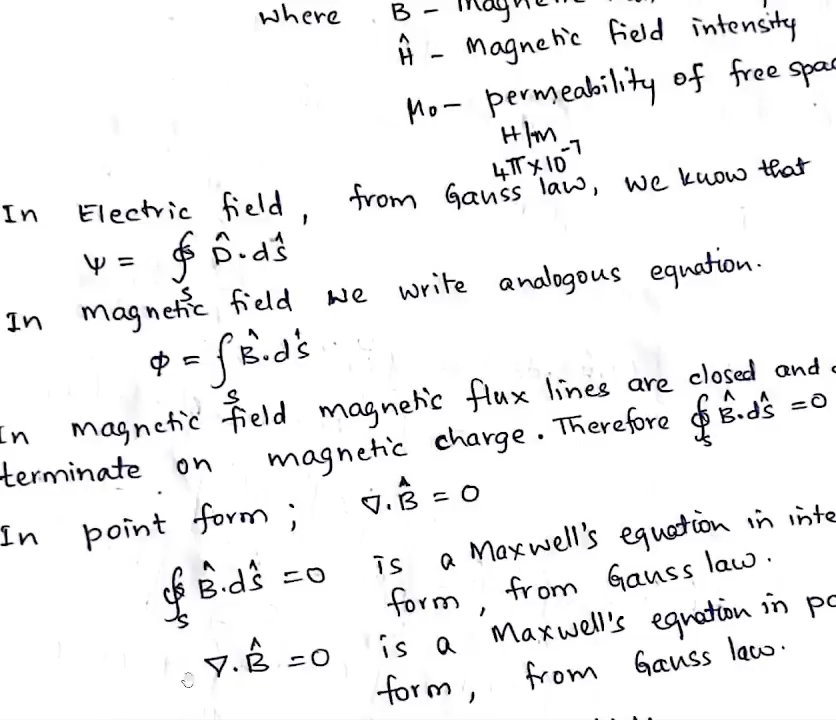 where B -
Ĥ - Magnetic field intensity
μ₀ - permeability of free
H/m
4π×10⁻⁷
In Electric field, from Gauss law, we know that
ψ = ∮ₛ D̂.dŝ
In magnetic field we write analogous equation.
φ = ∫ₛ B̂.dŝ
In magnetic field magnetic flux lines are closed and
terminate on magnetic charge. Therefore ∮ₛ B̂.dŝ = 0
In point form; ∇.B̂ = 0
∮ₛ B̂.dŝ = 0 is a Maxwell's equation in
form, from Gauss law.
∇.B̂ = 0 is a Maxwell's equation in
form, from Gauss law.